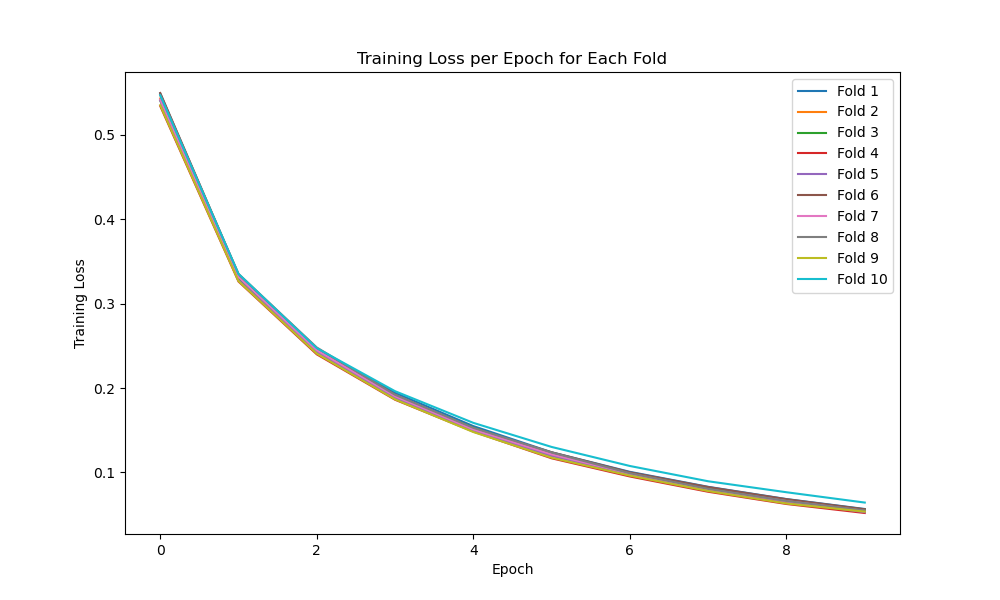 Training Loss per Epoch for Each Fold
Training Loss
0.5
0.4
0.3
0.2
0.1
0 2 4 6 8
Epoch
Fold 1
Fold 2
Fold 3
Fold 4
Fold 5
Fold 6
Fold 7
Fold 8
Fold 9
Fold 10